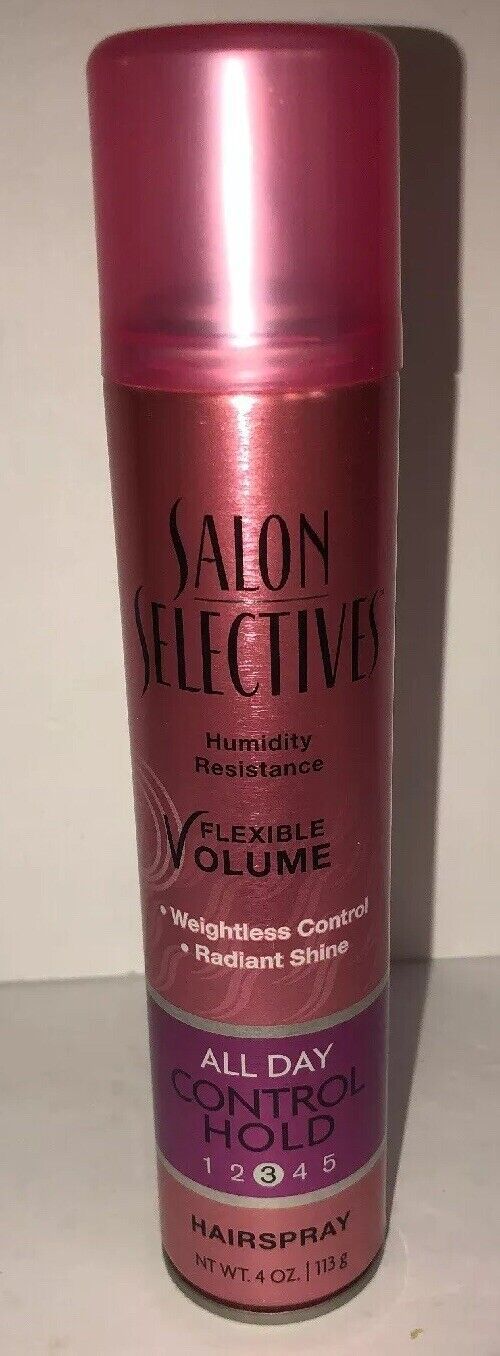 SALON
SELECTIVES™
Humidity
Resistance
FLEXIBLE
VOLUME
• Weightless Control
• Radiant Shine
ALL DAY
CONTROL
HOLD
1 2 3 4 5
HAIRSPRAY
NT WT. 4 OZ. | 113 g